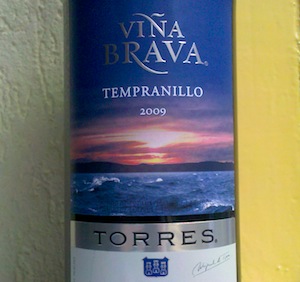 VIÑA
BRAVA®
TEMPRANILLO
2009
TORRES®